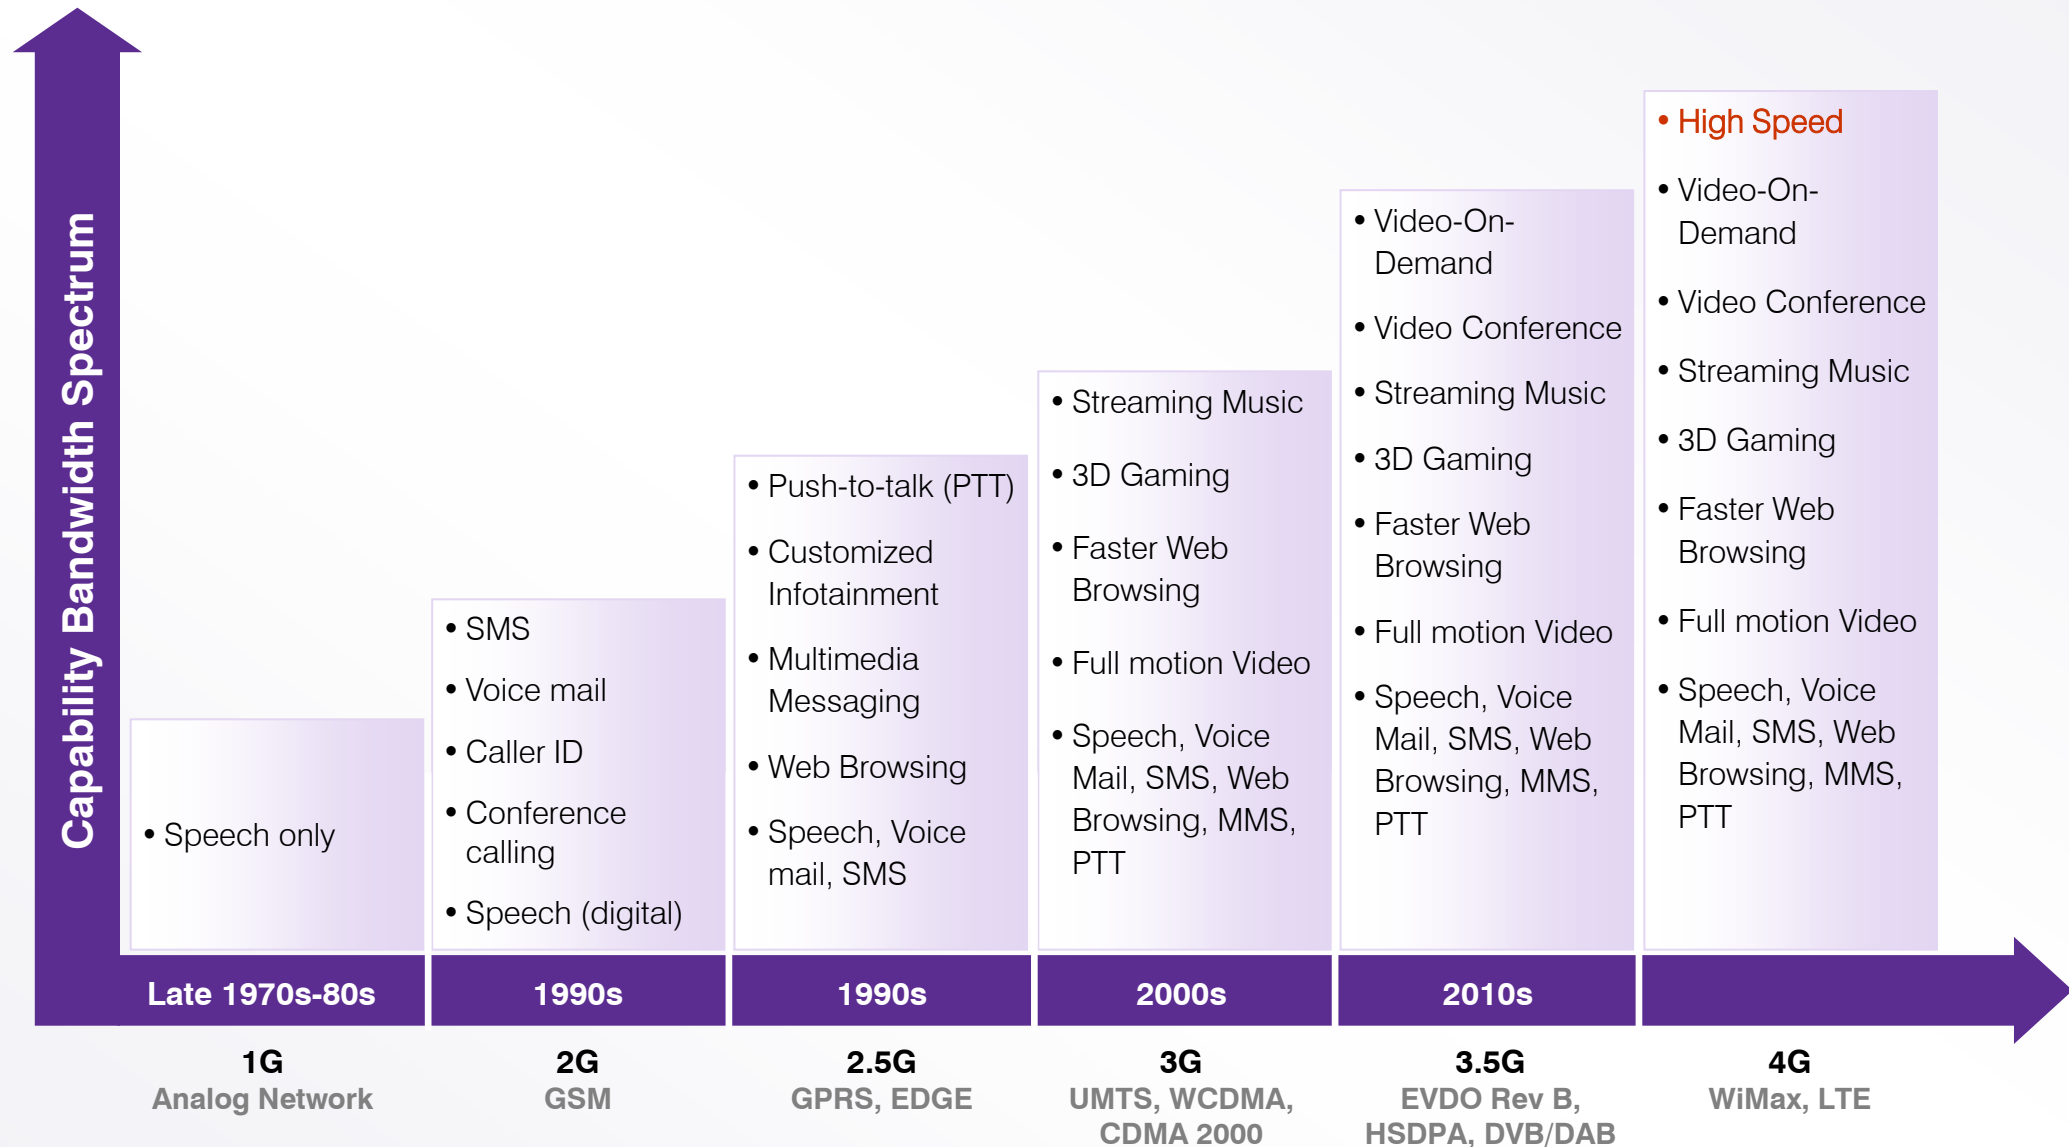 Capability Bandwidth Spectrum
• Speech only
• SMS
• Voice mail
• Caller ID
• Conference
calling
• Speech (digital)
• Push-to-talk (PTT)
• Customized
Infotainment
• Multimedia
Messaging
• Web Browsing
• Speech, Voice
mail, SMS
• Streaming Music
• 3D Gaming
• Faster Web
Browsing
• Full motion Video
• Speech, Voice
Mail, SMS, Web
Browsing, MMS,
PTT
• Video-On-
Demand
• Video Conference
• Streaming Music
• 3D Gaming
• Faster Web
Browsing
• Full motion Video
• Speech, Voice
Mail, SMS, Web
Browsing, MMS,
PTT
• High Speed
• Video-On-
Demand
• Video Conference
• Streaming Music
• 3D Gaming
• Faster Web
Browsing
• Full motion Video
• Speech, Voice
Mail, SMS, Web
Browsing, MMS,
PTT
Late 1970s-80s
1990s
1990s
2000s
2010s
1G
Analog Network
2G
GSM
2.5G
GPRS, EDGE
3G
UMTS, WCDMA,
CDMA 2000
3.5G
EVDO Rev B,
HSDPA, DVB/DAB
4G
WiMax, LTE